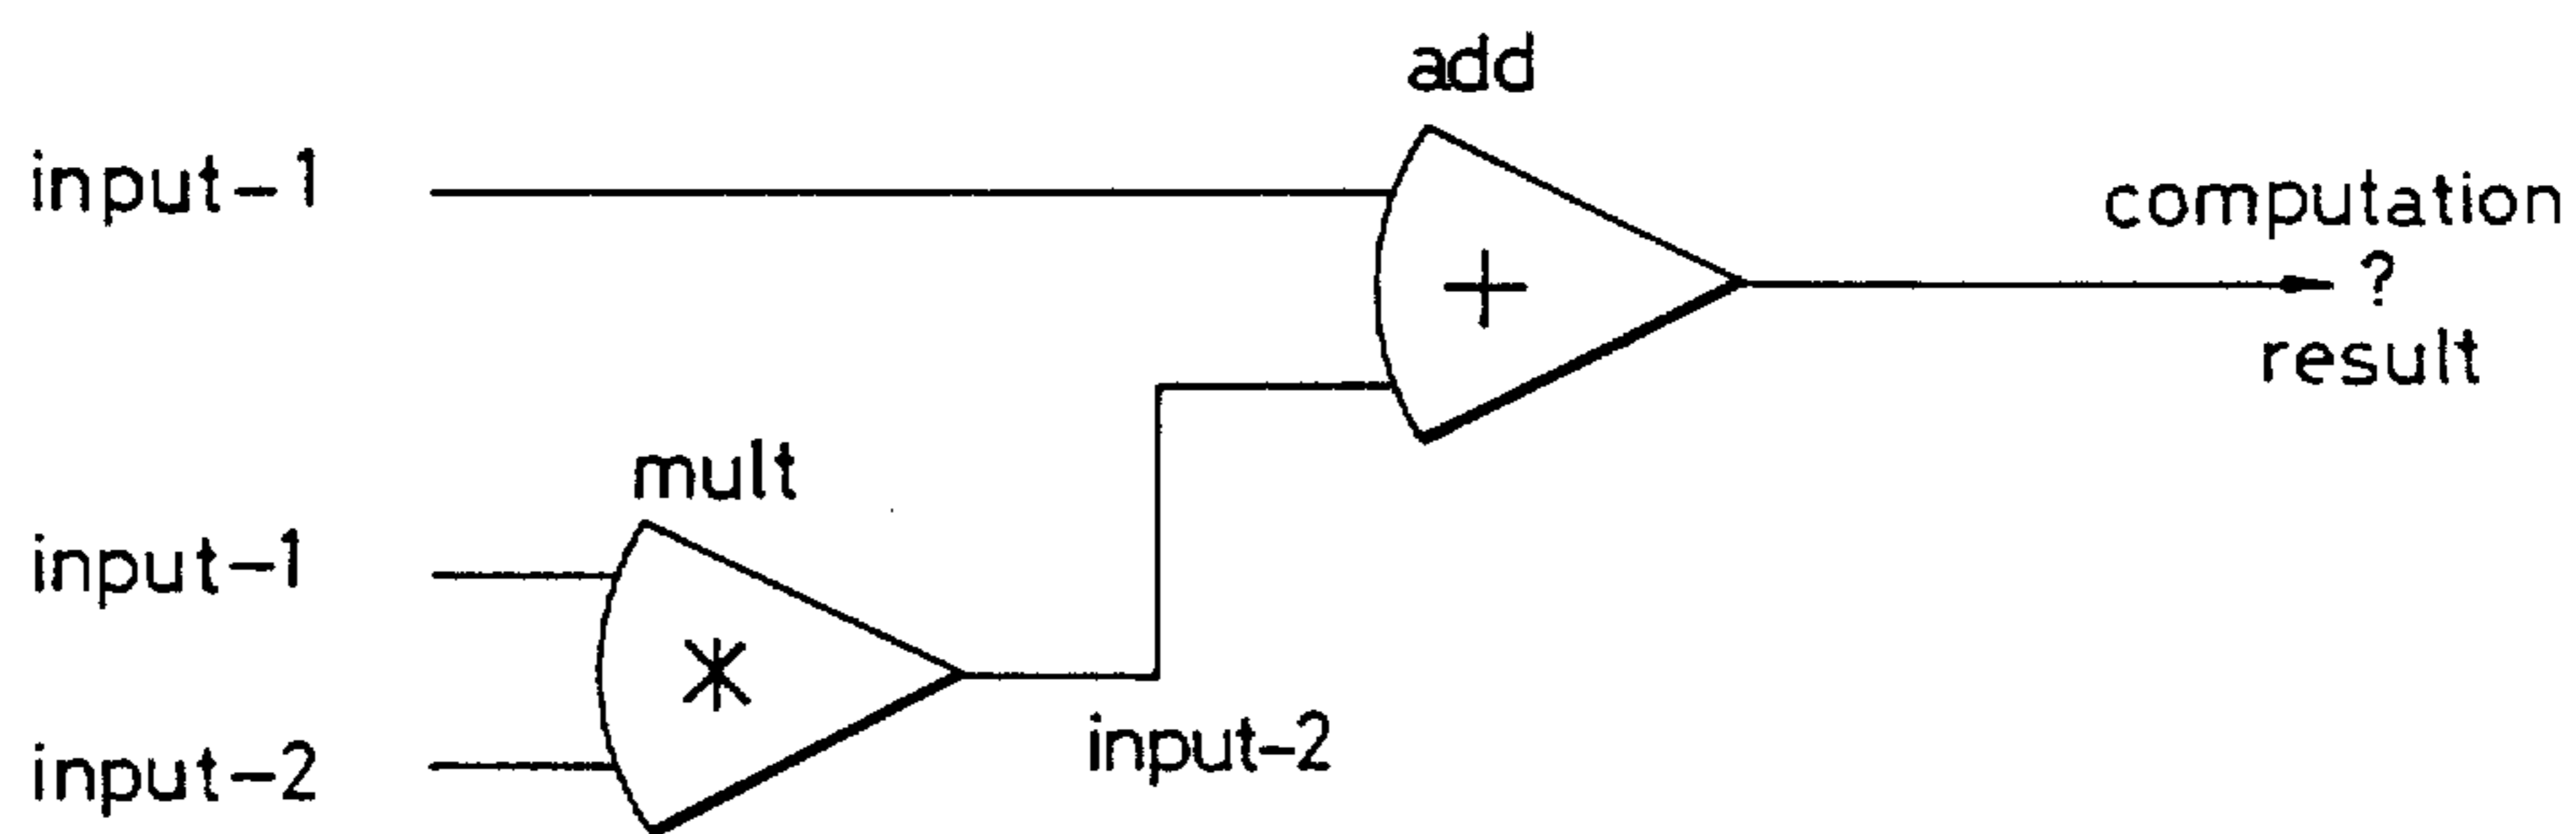 add
input-1
+
computation
?
result
mult
input-1
*
input-2
input-2